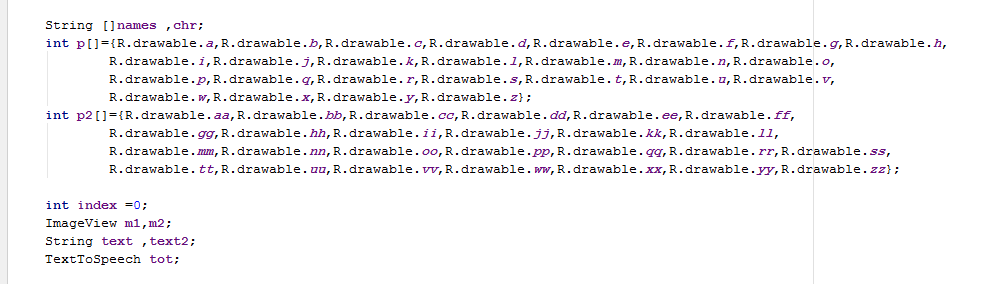 String []names ,chr;
int p[]={R.drawable.a,R.drawable.b,R.drawable.c,R.drawable.d,R.drawable.e,R.drawable.f,R.drawable.g,R.drawable.h,
R.drawable.i,R.drawable.j,R.drawable.k,R.drawable.l,R.drawable.m,R.drawable.n,R.drawable.o,
R.drawable.p,R.drawable.q,R.drawable.r,R.drawable.s,R.drawable.t,R.drawable.u,R.drawable.v,
R.drawable.w,R.drawable.x,R.drawable.y,R.drawable.z};
int p2[]={R.drawable.aa,R.drawable.bb,R.drawable.cc,R.drawable.dd,R.drawable.ee,R.drawable.ff,
R.drawable.gg,R.drawable.hh,R.drawable.ii,R.drawable.jj,R.drawable.kk,R.drawable.ll,
R.drawable.mm,R.drawable.nn,R.drawable.oo,R.drawable.pp,R.drawable.qq,R.drawable.rr,R.drawable.ss,
R.drawable.tt,R.drawable.uu,R.drawable.vv,R.drawable.ww,R.drawable.xx,R.drawable.yy,R.drawable.zz};
int index =0;
ImageView m1,m2;
String text ,text2;
TextToSpeech tot;